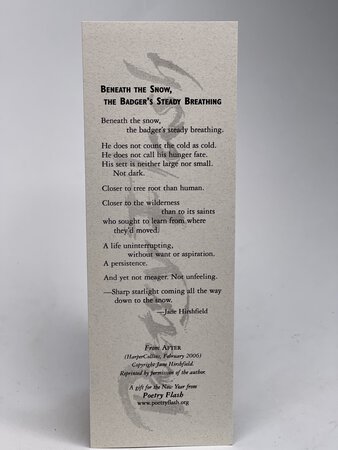 BENEATH THE SNOW,
THE BADGER'S STEADY BREATHING
Beneath the snow,
the badger's steady breathing.
He does not count the cold as cold.
He does not call his hunger fate.
His sett is neither large nor small.
Not dark.
Closer to tree root than human.
Closer to the wilderness
than to its saints
who sought to learn from where
they'd moved.
A life uninterrupting,
without want or aspiration.
A persistence.
And yet not meager. Not unfeeling.
—Sharp starlight coming all the way
down to the snow.
—Jane Hirshfield
From AFTER
(HarperCollins, February 2006)
Copyright Jane Hirshfield.
Reprinted by permission of the author.
A gift for the New Year from
Poetry Flash
www.poetryflash.org